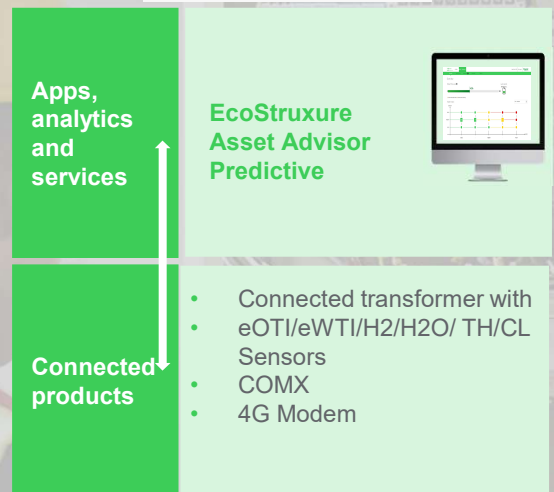 Apps,
analytics
and
services
EcoStruxure
Asset Advisor
Predictive
Connected
products
• Connected transformer with
• eOTI/eWTI/H2/H2O/ TH/CL
Sensors
• COMX
• 4G Modem